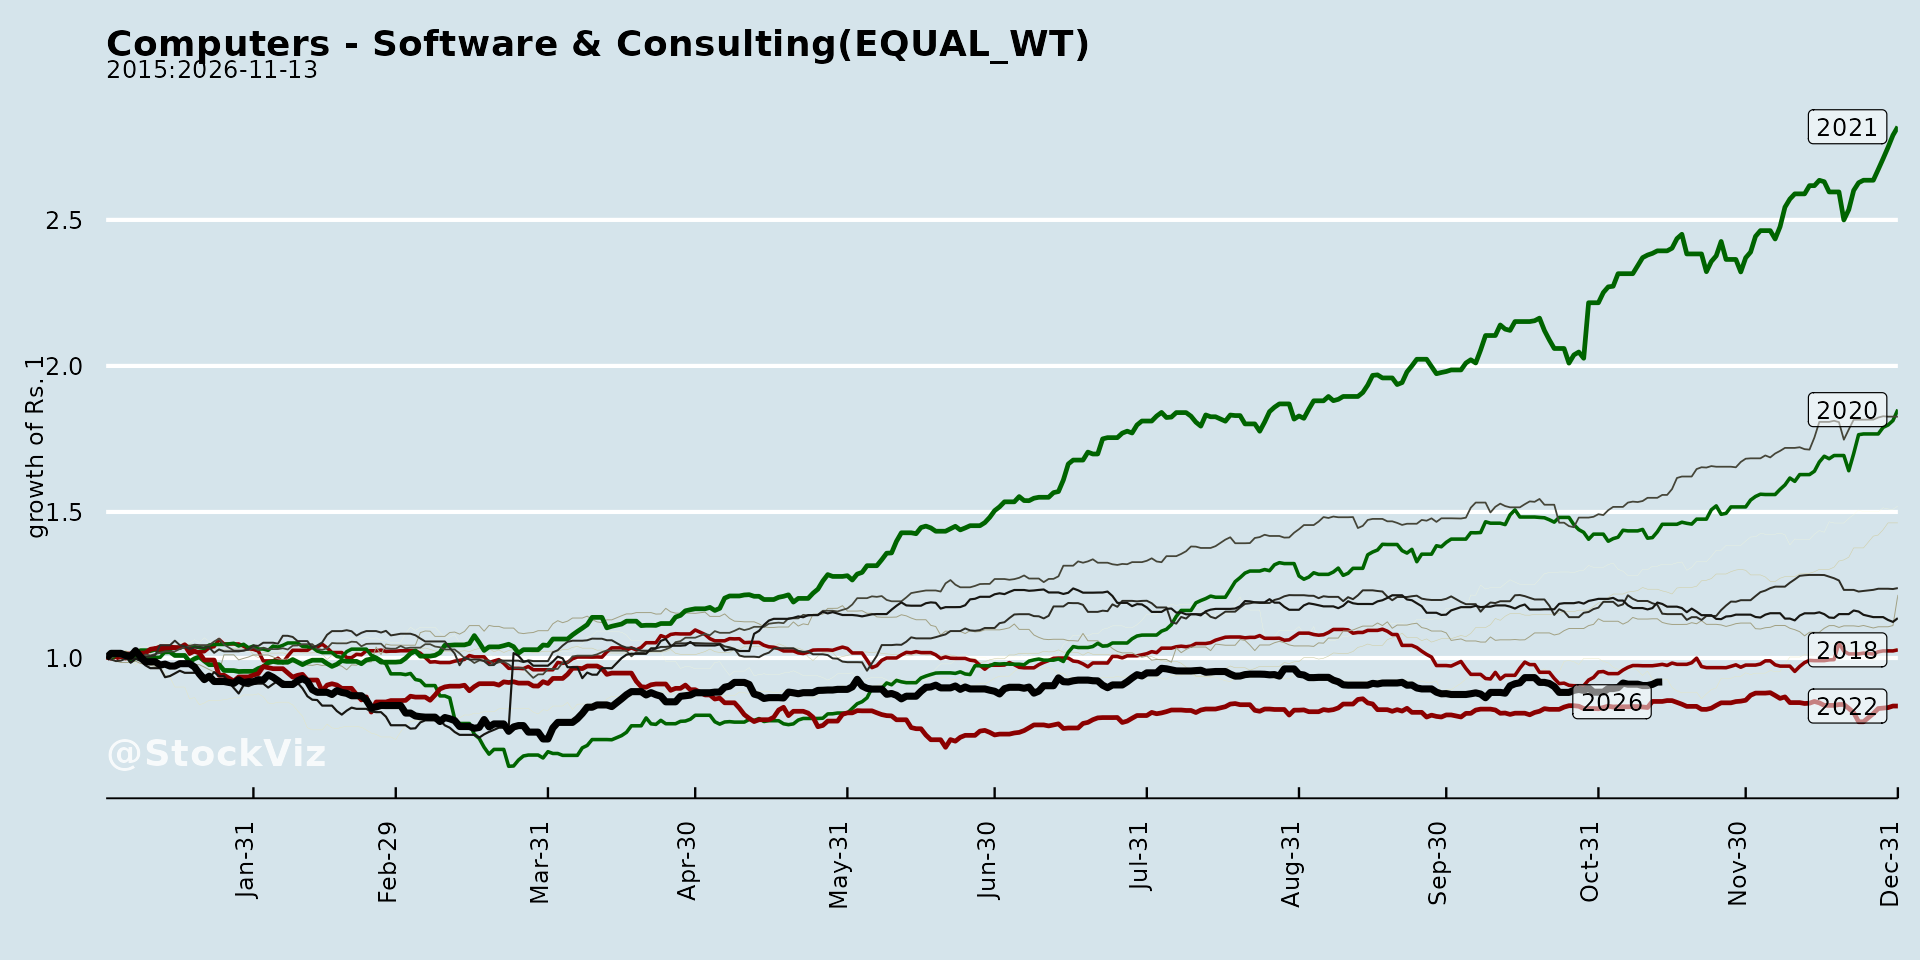 Computers - Software & Consulting(EQUAL_WT)
2015:2026-11-13
growth of Rs. 1
2.5
2.0
1.5
1.0
2021
2020
2018
2026
2022
@StockViz
Jan-31
Feb-29
Mar-31
Apr-30
May-31
Jun-30
Jul-31
Aug-31
Sep-30
Oct-31
Nov-30
Dec-31